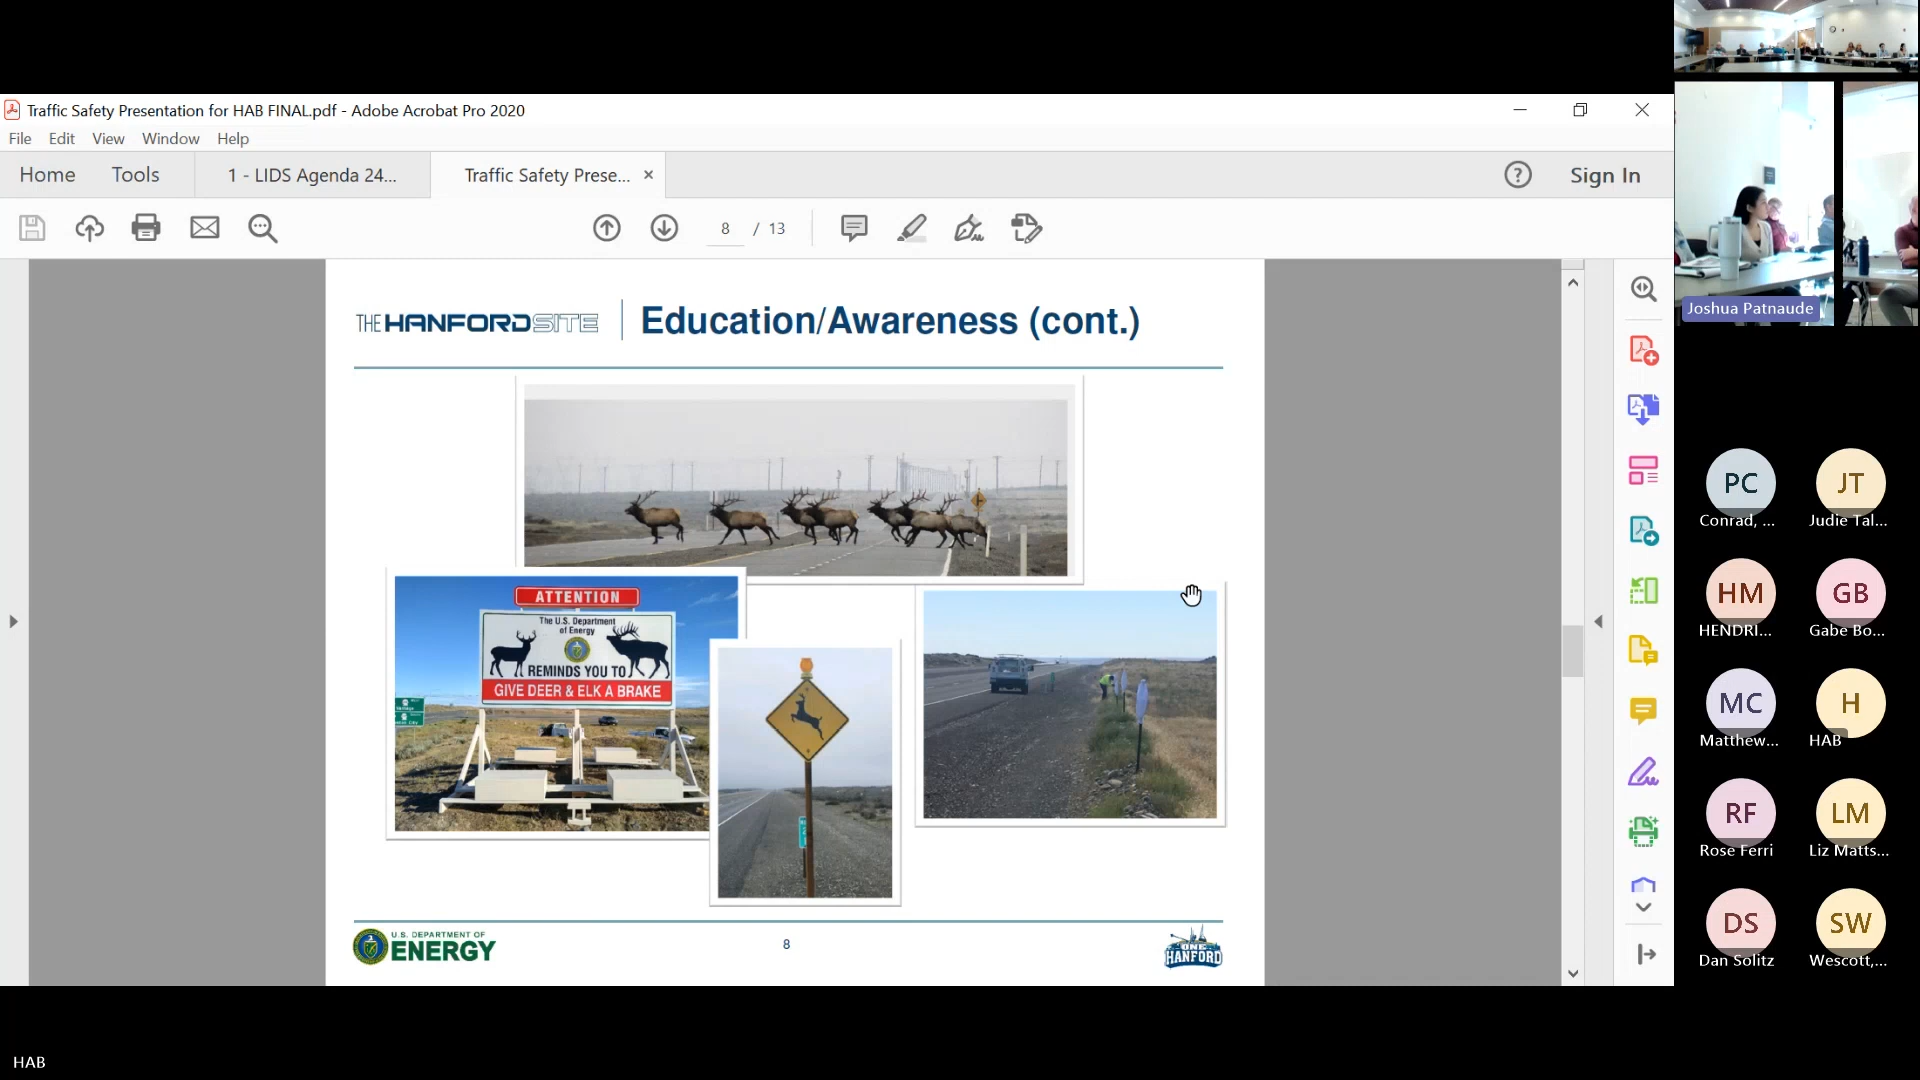 Traffic Safety Presentation for HAB FINAL.pdf - Adobe Acrobat Pro 2020
File Edit View Window Help
Home Tools 1 - LIDS Agenda 24... Traffic Safety Prese... × Sign In
8 / 13
THE HANFORD SITE Education/Awareness (cont.)
ATTENTION
The U.S. Department
of Energy
REMINDS YOU TO
GIVE DEER & ELK A BRAKE
U.S. DEPARTMENT OF
ENERGY
8
ONE
HANFORD
Joshua Patnaude
PC JT
Conrad, ... Judie Tal...
HM GB
HENDRI... Gabe Bo...
MC H
Matthew... HAB
RF LM
Rose Ferri Liz Matts...
DS SW
Dan Solitz Wescott,...
HAB